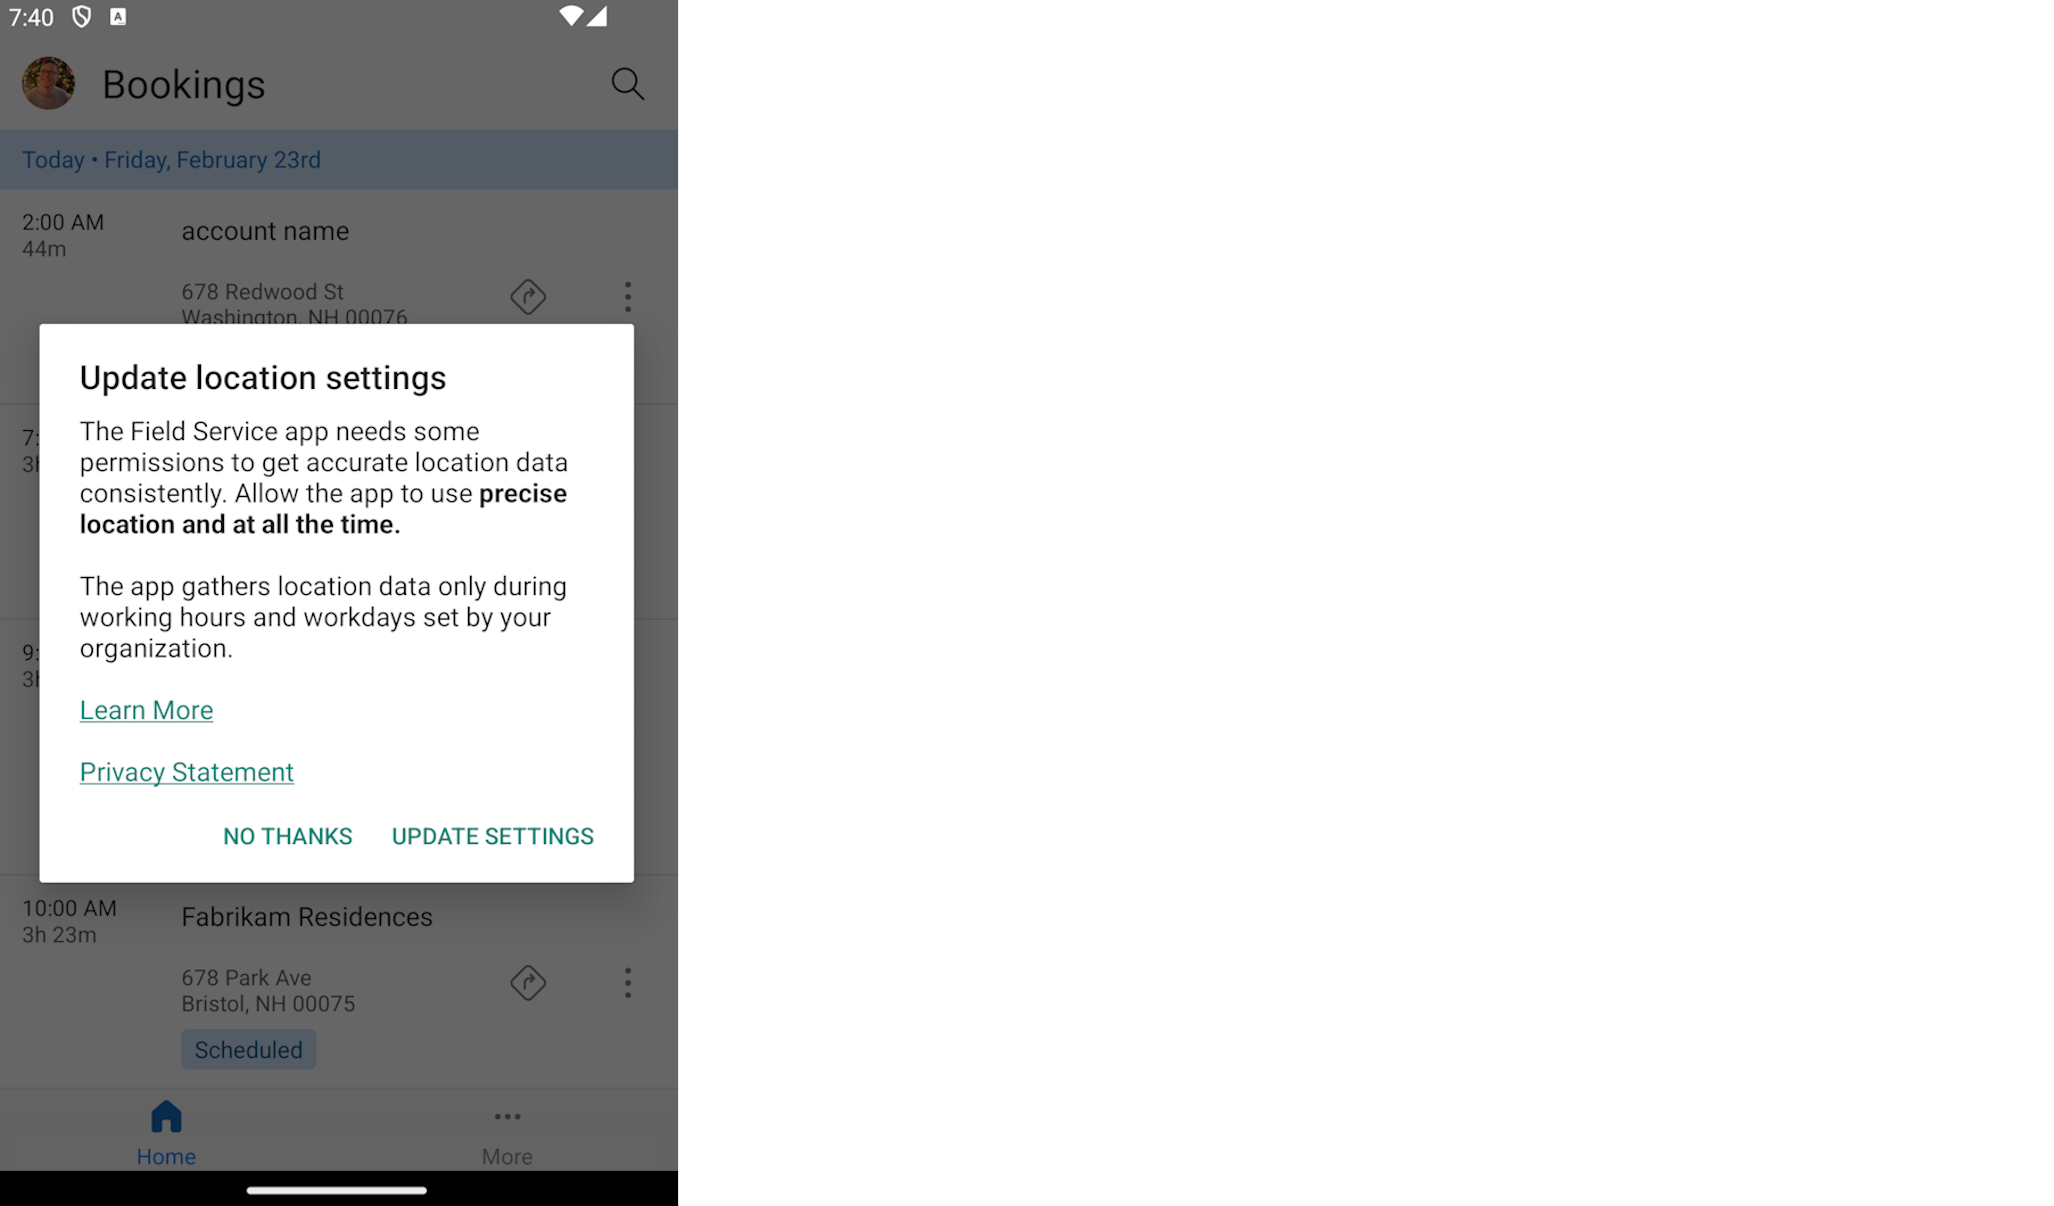 7:40
Bookings
Today • Friday, February 23rd
2:00 AM
44m
account name
678 Redwood St
Washington, NH 00076
Update location settings
The Field Service app needs some
permissions to get accurate location data
consistently. Allow the app to use precise
location and at all the time.
The app gathers location data only during
working hours and workdays set by your
organization.
Learn More
Privacy Statement
NO THANKS UPDATE SETTINGS
7:
3h
9:
3h
10:00 AM
3h 23m
Fabrikam Residences
678 Park Ave
Bristol, NH 00075
Scheduled
Home
More